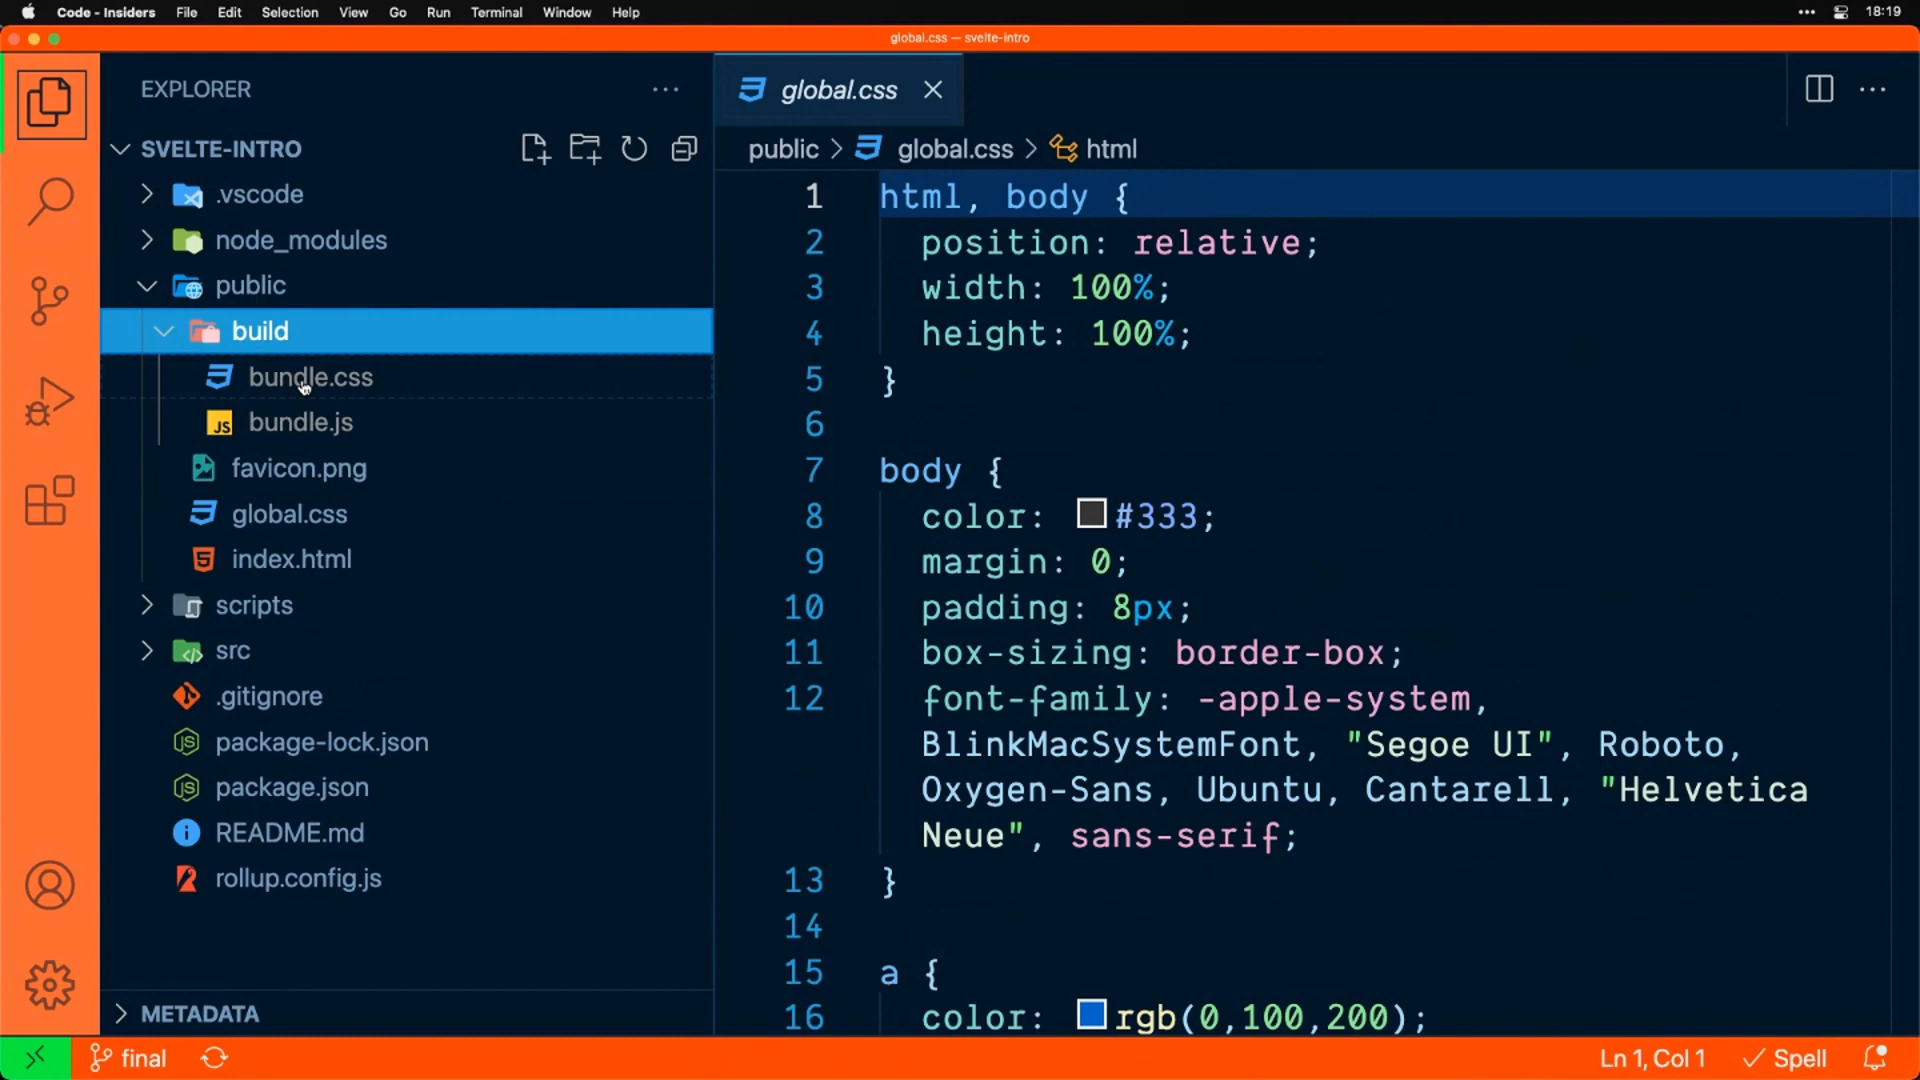 Code - Insiders File Edit Selection View Go Run Terminal Window Help 18:19
global.css — svelte-intro
EXPLORER
SVELTE-INTRO
.vscode
node_modules
public
build
bundle.css
JS bundle.js
favicon.png
global.css
index.html
scripts
src
.gitignore
package-lock.json
package.json
README.md
rollup.config.js
METADATA
global.css
public > global.css > html
1 html, body {
2 position: relative;
3 width: 100%;
4 height: 100%;
5 }
6
7 body {
8 color: #333;
9 margin: 0;
10 padding: 8px;
11 box-sizing: border-box;
12 font-family: -apple-system,
BlinkMacSystemFont, "Segoe UI", Roboto,
Oxygen-Sans, Ubuntu, Cantarell, "Helvetica
Neue", sans-serif;
13 }
14
15 a {
16 color: rgb(0,100,200);
final Ln 1, Col 1 Spell